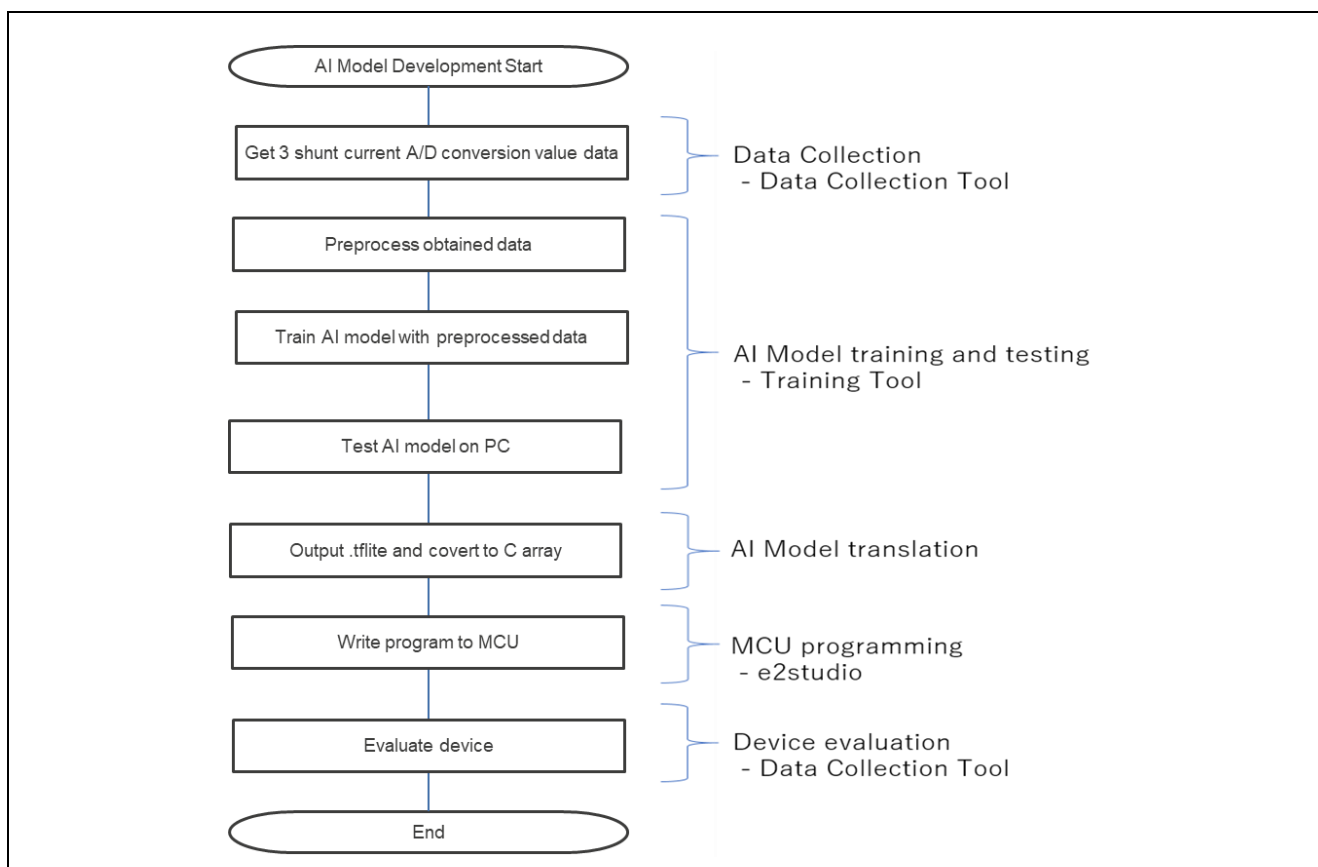 AI Model Development Start
Get 3 shunt current A/D conversion value data
Data Collection
- Data Collection Tool
Preprocess obtained data
Train AI model with preprocessed data
AI Model training and testing
- Training Tool
Test AI model on PC
Output .tflite and covert to C array
AI Model translation
Write program to MCU
MCU programming
- e2studio
Evaluate device
Device evaluation
- Data Collection Tool
End